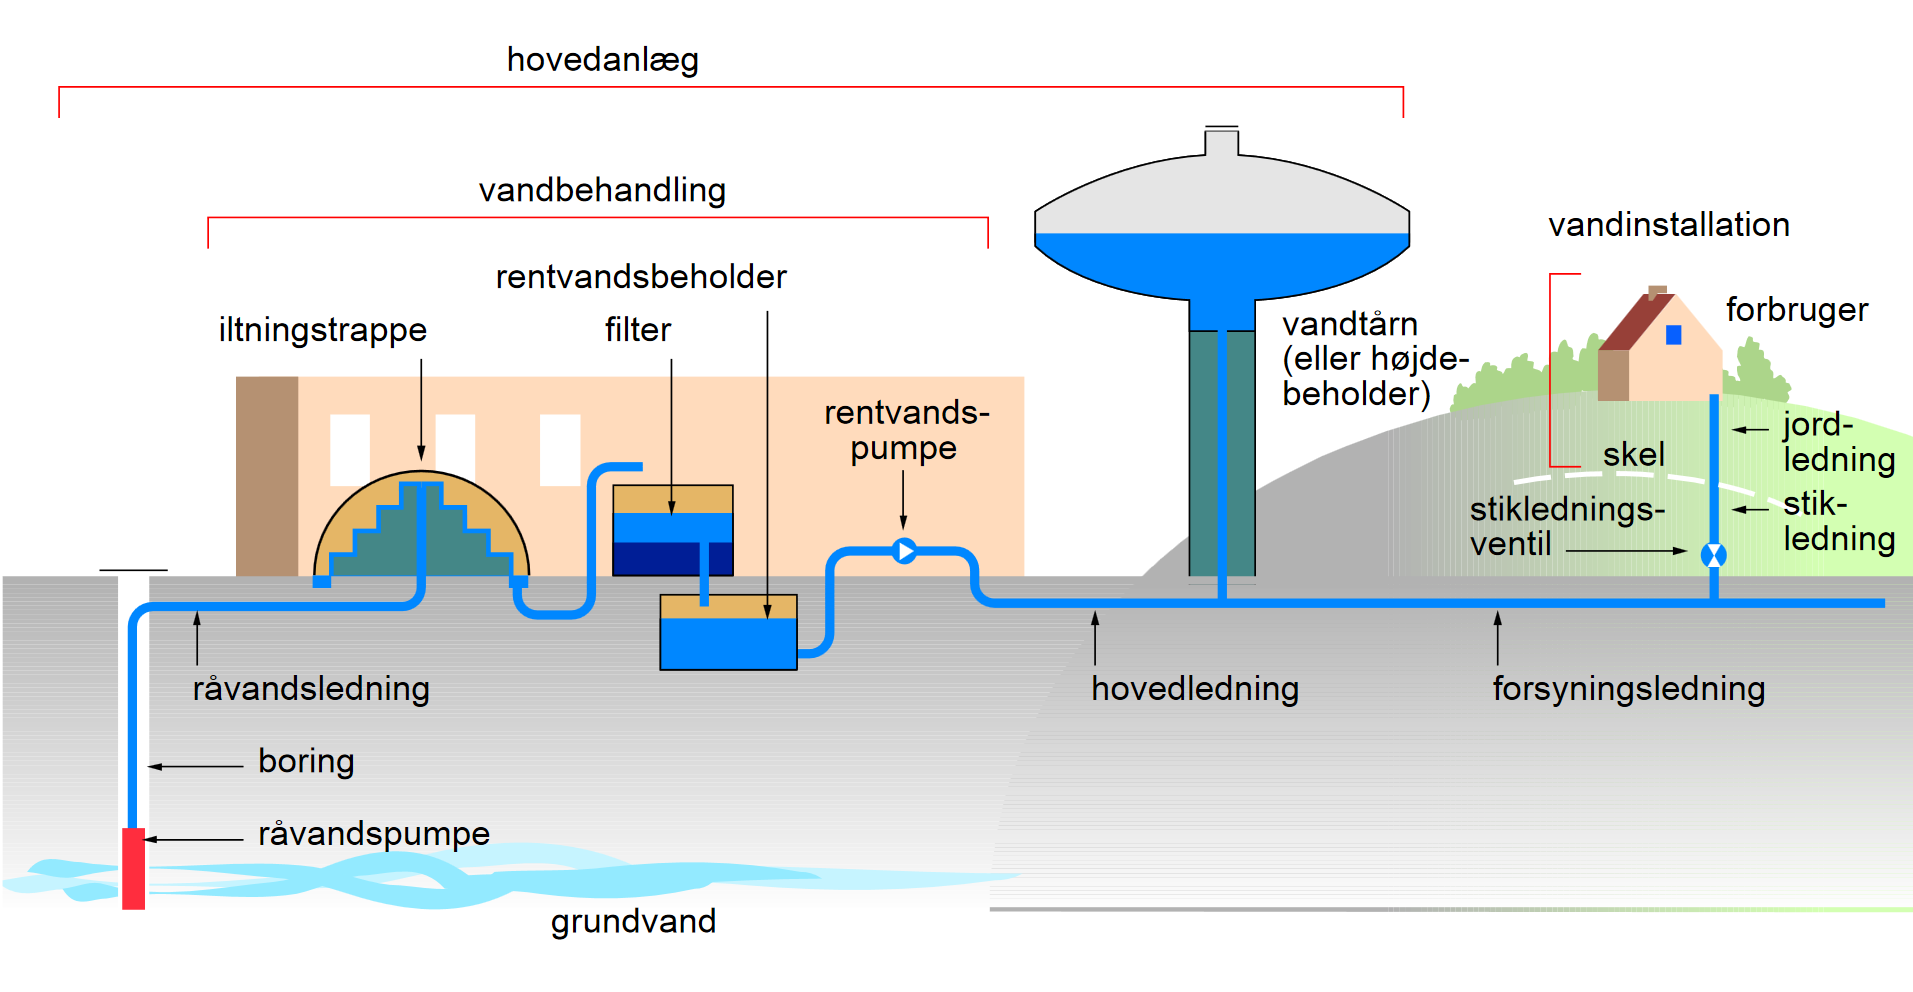 hovedanlæg
vandbehandling
rentvandsbeholder
iltningstrappe
filter
rentvands-
pumpe
vandtårn
(eller højde-
beholder)
vandinstallation
forbruger
jord-
ledning
skel
stik-
ledning
stiklednings-
ventil
råvandsledning
hovedledning
forsyningsledning
boring
råvandspumpe
grundvand